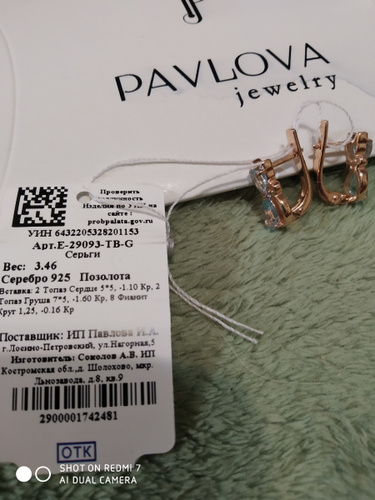 PAVLOVA
jewelry
Проверить
Изделия по УИН на
сайте :
probpalata.gov.ru
УИН 6432205328201153
Арт.E-29093-TB-G
Серьги
Вес: 3.46
Серебро 925 Позолота
Вставка: 2 Топаз Сердце 5*5, -1.10 Кр, 2
Топаз Груша 7*5, -1.60 Кр, 8 Фианит
Круг 1,25, -0.16 Кр
Поставщик: ИП Павлова Н.А.
г.Лосино-Петровский, ул.Нагорная,5
Изготовитель: Соколов А.В. ИП
Костромская обл.,д. Шолохово, мкр.
Льнозавода, д.8, кв.9
2900001742481
ОТК
SHOT ON REDMI 7
AI DUAL CAMERA